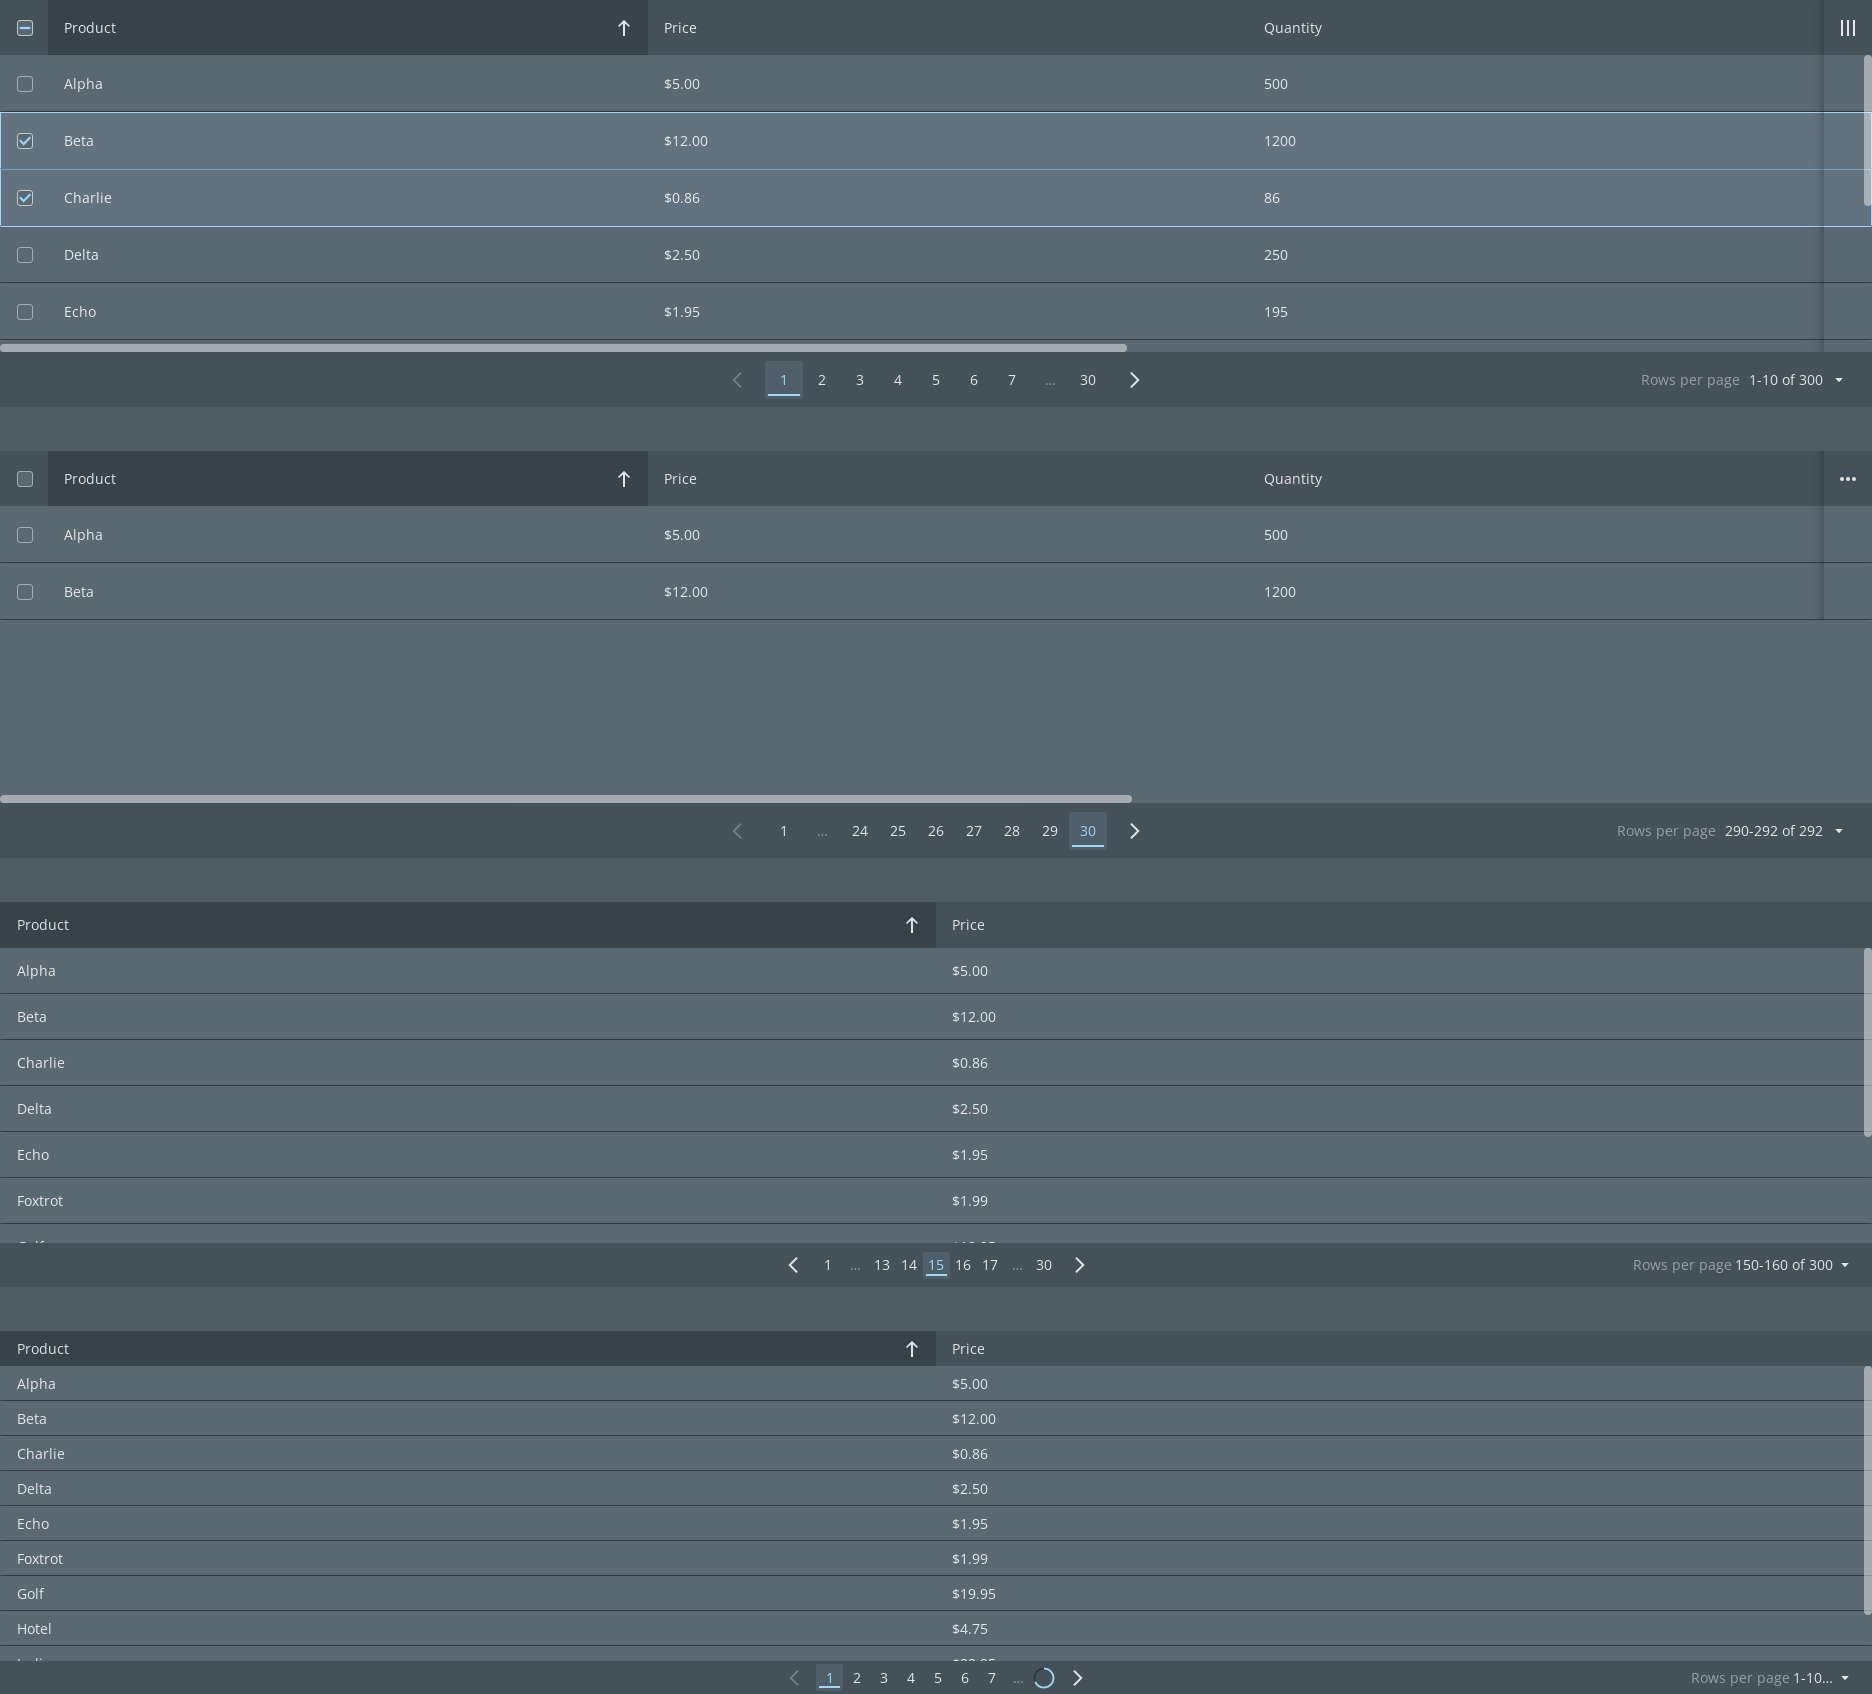 Product Price Quantity
Alpha $5.00 500
Beta $12.00 1200
Charlie $0.86 86
Delta $2.50 250
Echo $1.95 195
1 2 3 4 5 6 7 ... 30 Rows per page 1-10 of 300
Product Price Quantity
Alpha $5.00 500
Beta $12.00 1200
1 ... 24 25 26 27 28 29 30 Rows per page 290-292 of 292
Product Price
Alpha $5.00
Beta $12.00
Charlie $0.86
Delta $2.50
Echo $1.95
Foxtrot $1.99
1 ... 13 14 15 16 17 ... 30 Rows per page 150-160 of 300
Product Price
Alpha $5.00
Beta $12.00
Charlie $0.86
Delta $2.50
Echo $1.95
Foxtrot $1.99
Golf $19.95
Hotel $4.75
1 2 3 4 5 6 7 ... Rows per page 1-10...